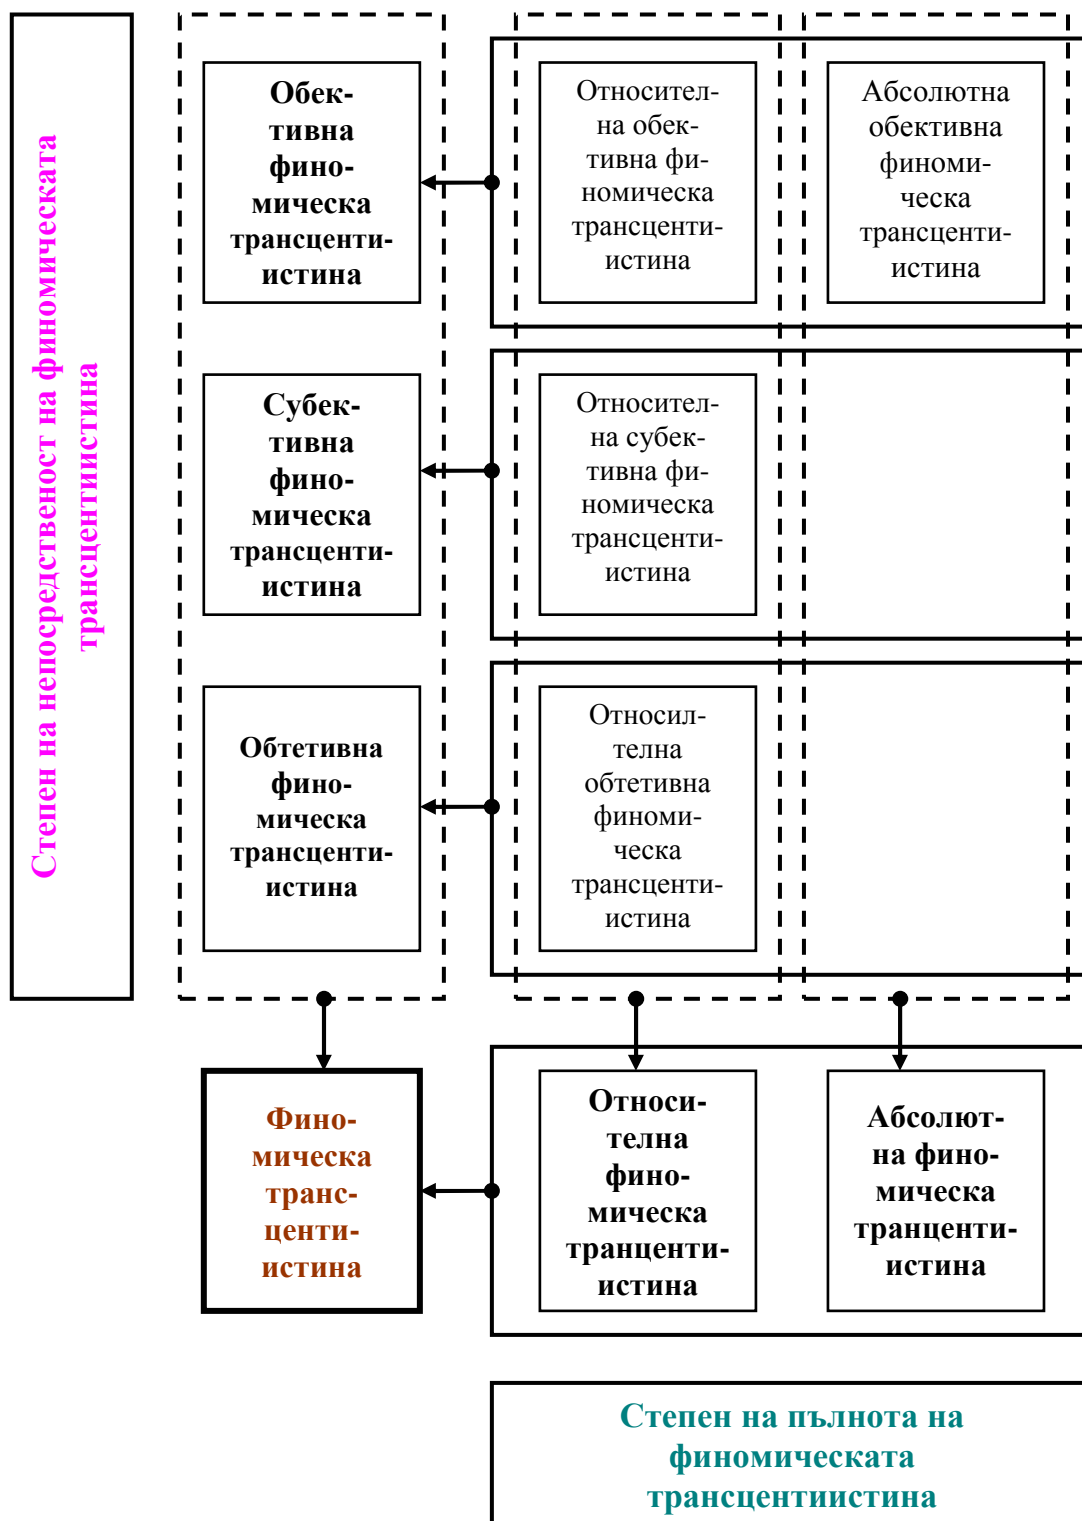 Степен на непосредственост на финомическата
трансцентиистина
Обек-
тивна
фино-
мическа
трансценти-
истина
Относител-
на обек-
тивна фи-
номическа
трансценти-
истина
Абсолютна
обективна
финоми-
ческа
трансценти-
истина
Субек-
тивна
фино-
мическа
трансценти-
истина
Относител-
на субек-
тивна фи-
номическа
трансценти-
истина
Обтетивна
фино-
мическа
трансценти-
истина
Относил-
телна
обтетивна
финоми-
ческа
трансценти-
истина
Фино-
мическа
транс-
центи-
истина
Относи-
телна
фино-
мическа
транценти-
истина
Абсолют-
на фино-
мическа
транценти-
истина
Степен на пълнота на
финомическата
трансцентиистина